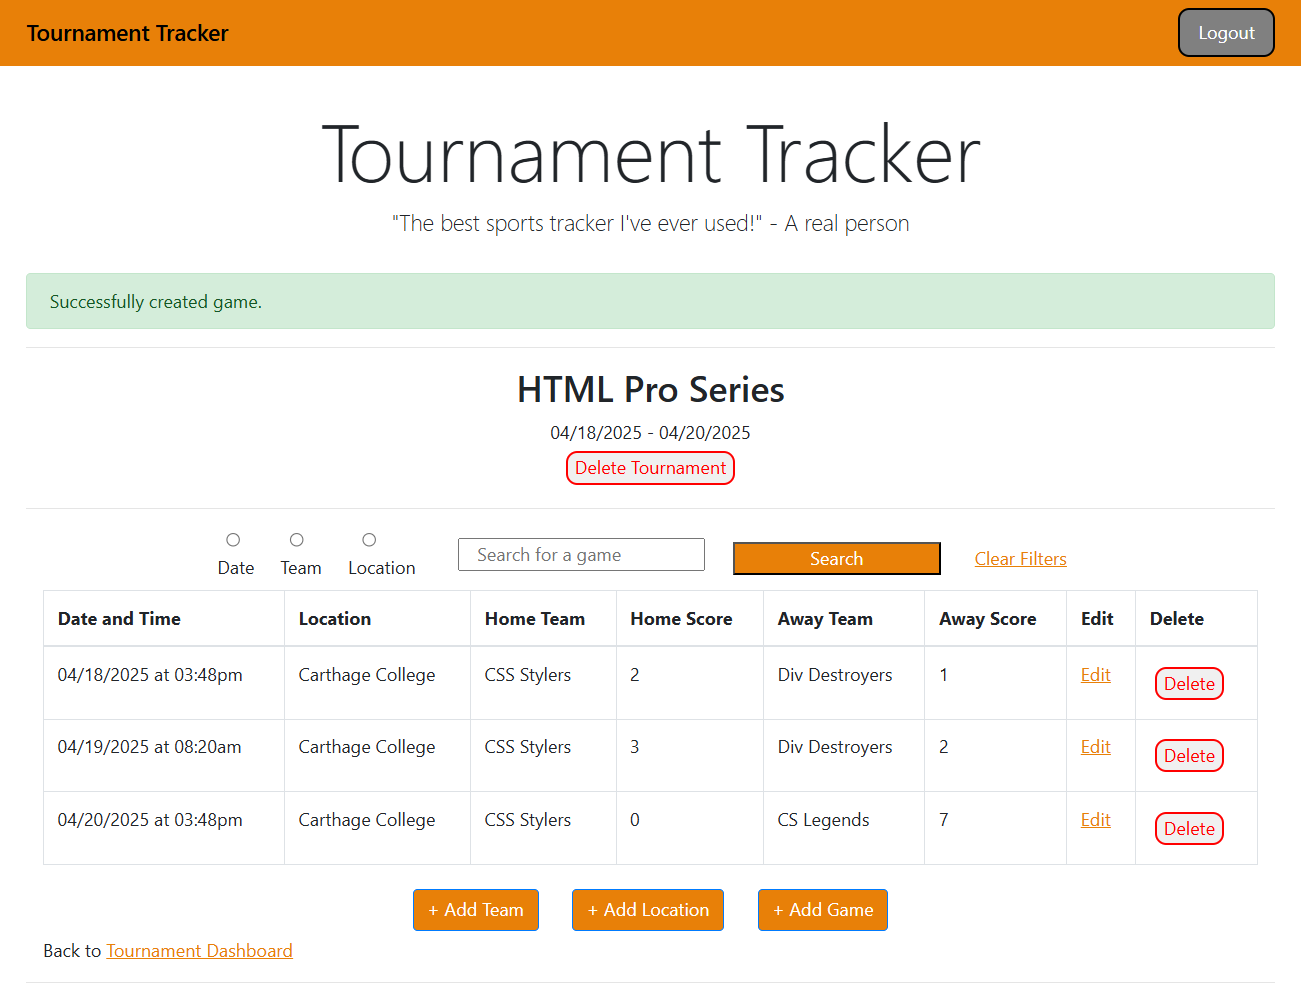 Tournament Tracker Logout
Tournament Tracker
"The best sports tracker I've ever used!" - A real person
Successfully created game.
HTML Pro Series
04/18/2025 - 04/20/2025
Delete Tournament
Date Team Location Search for a game Search Clear Filters
Date and Time Location Home Team Home Score Away Team Away Score Edit Delete
04/18/2025 at 03:48pm Carthage College CSS Stylers 2 Div Destroyers 1 Edit Delete
04/19/2025 at 08:20am Carthage College CSS Stylers 3 Div Destroyers 2 Edit Delete
04/20/2025 at 03:48pm Carthage College CSS Stylers 0 CS Legends 7 Edit Delete
+ Add Team + Add Location + Add Game
Back to Tournament Dashboard